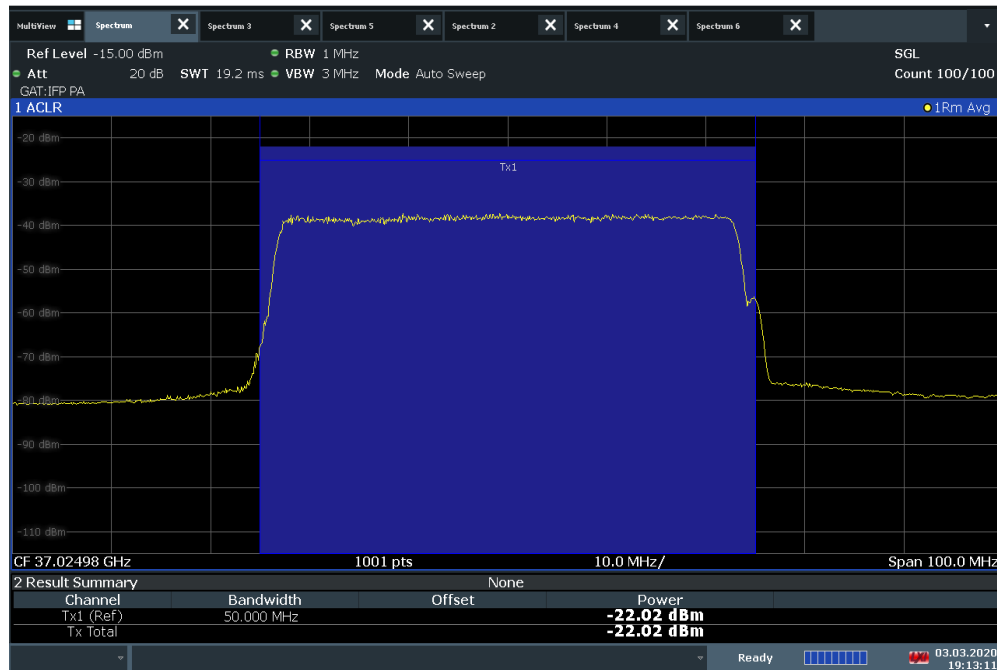 MultiView Spectrum X Spectrum 3 X Spectrum 5 X Spectrum 2 X Spectrum 4 X Spectrum 6 X
Ref Level -15.00 dBm RBW 1 MHz SGL
Att 20 dB SWT 19.2 ms VBW 3 MHz Mode Auto Sweep Count 100/100
GAT:IFP PA
1 ACLR 1Rm Avg
-20 dBm
Tx1
-30 dBm
-40 dBm
-50 dBm
-60 dBm
-70 dBm
-80 dBm
-90 dBm
-100 dBm
-110 dBm
CF 37.02498 GHz 1001 pts 10.0 MHz/ Span 100.0 MHz
2 Result Summary None
Channel Bandwidth Offset Power
Tx1 (Ref) 50.000 MHz -22.02 dBm
Tx Total -22.02 dBm
Ready 03.03.2020
19:13:11